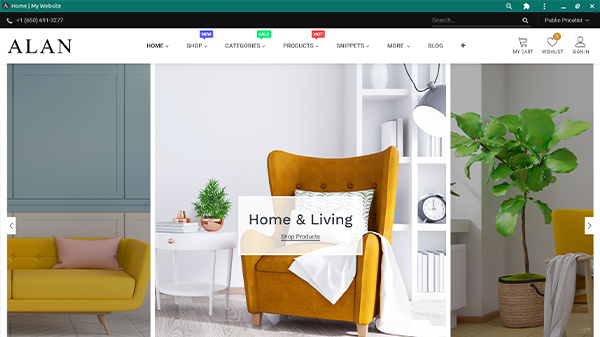 Home | My Website
+1 (650) 691-3277
Search...
Public Pricelist
ALAN
HOME
SHOP
NEW
CATEGORIES
SALE
PRODUCTS
HOT
SNIPPETS
MORE
BLOG
+
MY CART
WISHLIST
SIGN IN
Home & Living
Shop Products